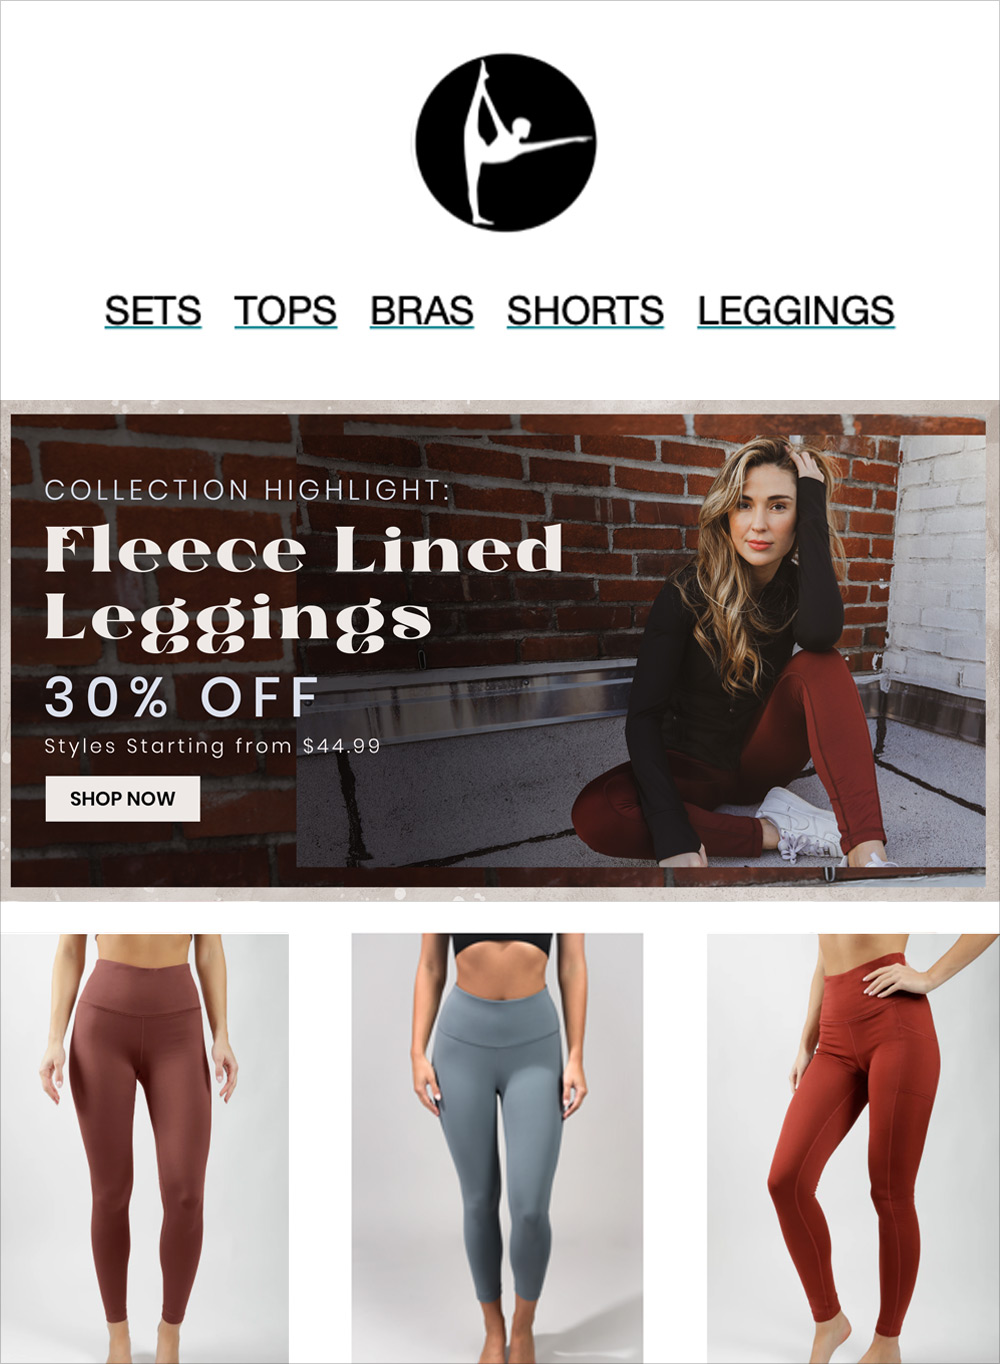 SETS TOPS BRAS SHORTS LEGGINGS
COLLECTION HIGHLIGHT:
Fleece Lined
Leggings
30% OFF
Styles Starting from $44.99
SHOP NOW